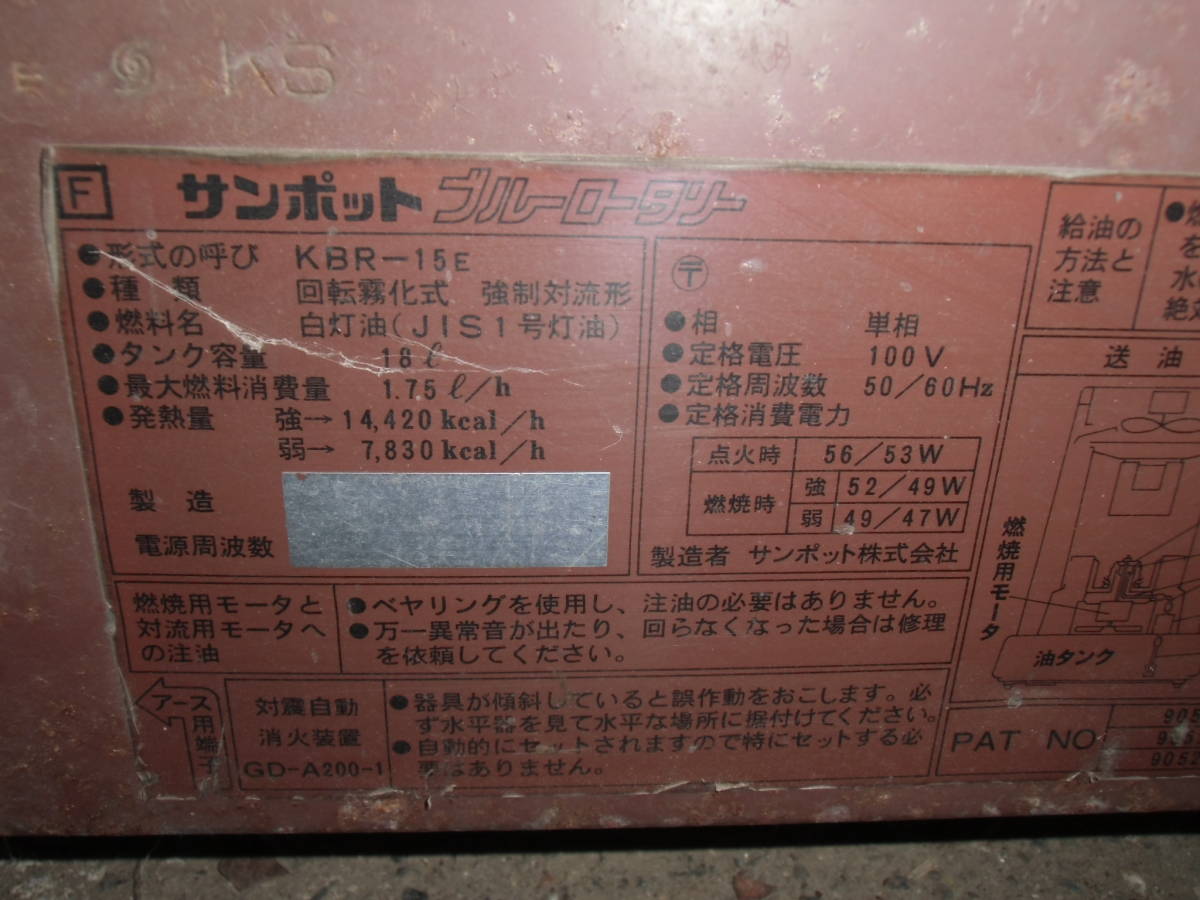 KS
F サンポット ブルーロータリー
●形式の呼び KBR-15E
●種類 回転霧化式 強制対流形
●燃料名 白灯油(JIS1号灯油)
●タンク容量 18ℓ
●最大燃料消費量 1.75ℓ/h
●発熱量 強→14,420kcal/h
弱→ 7,830kcal/h
製造
電源周波数
〒
●相 単相
●定格電圧 100V
●定格周波数 50/60Hz
●定格消費電力
点火時 56/53W
燃焼時 強 52/49W
弱 49/47W
製造者 サンポット株式会社
給油の
方法と
注意
を
水
絶対
送油
燃焼用モータ
油タンク
燃焼用モータと
対流用モータへ
の注油
●ベヤリングを使用し、注油の必要はありません。
●万一異常音が出たり、回らなくなった場合は修理
を依頼してください。
アース用端子
対震自動
消火装置
GD-A200-1
●器具が傾斜していると誤作動をおこします。必
ず水平器を見て水平な場所に据付けてください。
●自動的にセットされますので特にセットする必
要はありません。
PAT NO
9052